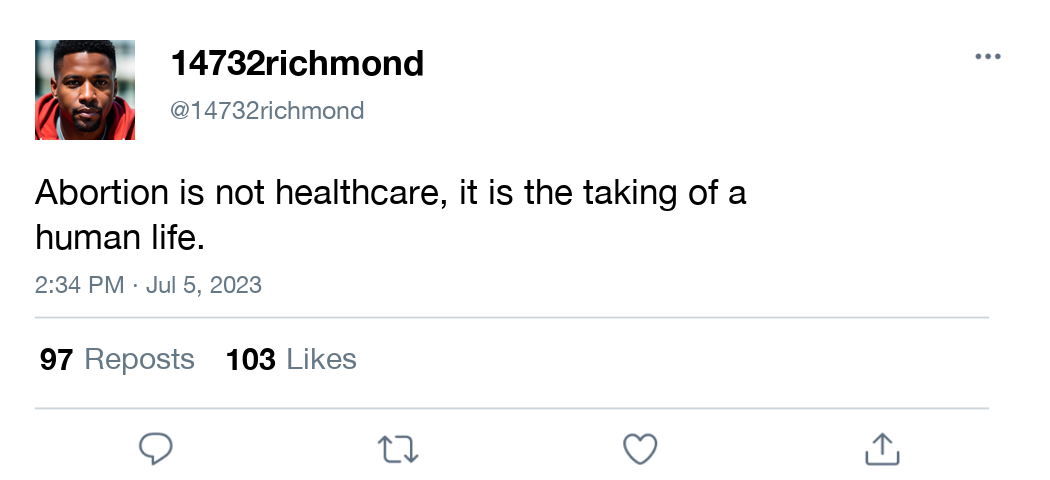 14732richmond
@14732richmond
Abortion is not healthcare, it is the taking of a
human life.
2:34 PM · Jul 5, 2023
97 Reposts 103 Likes